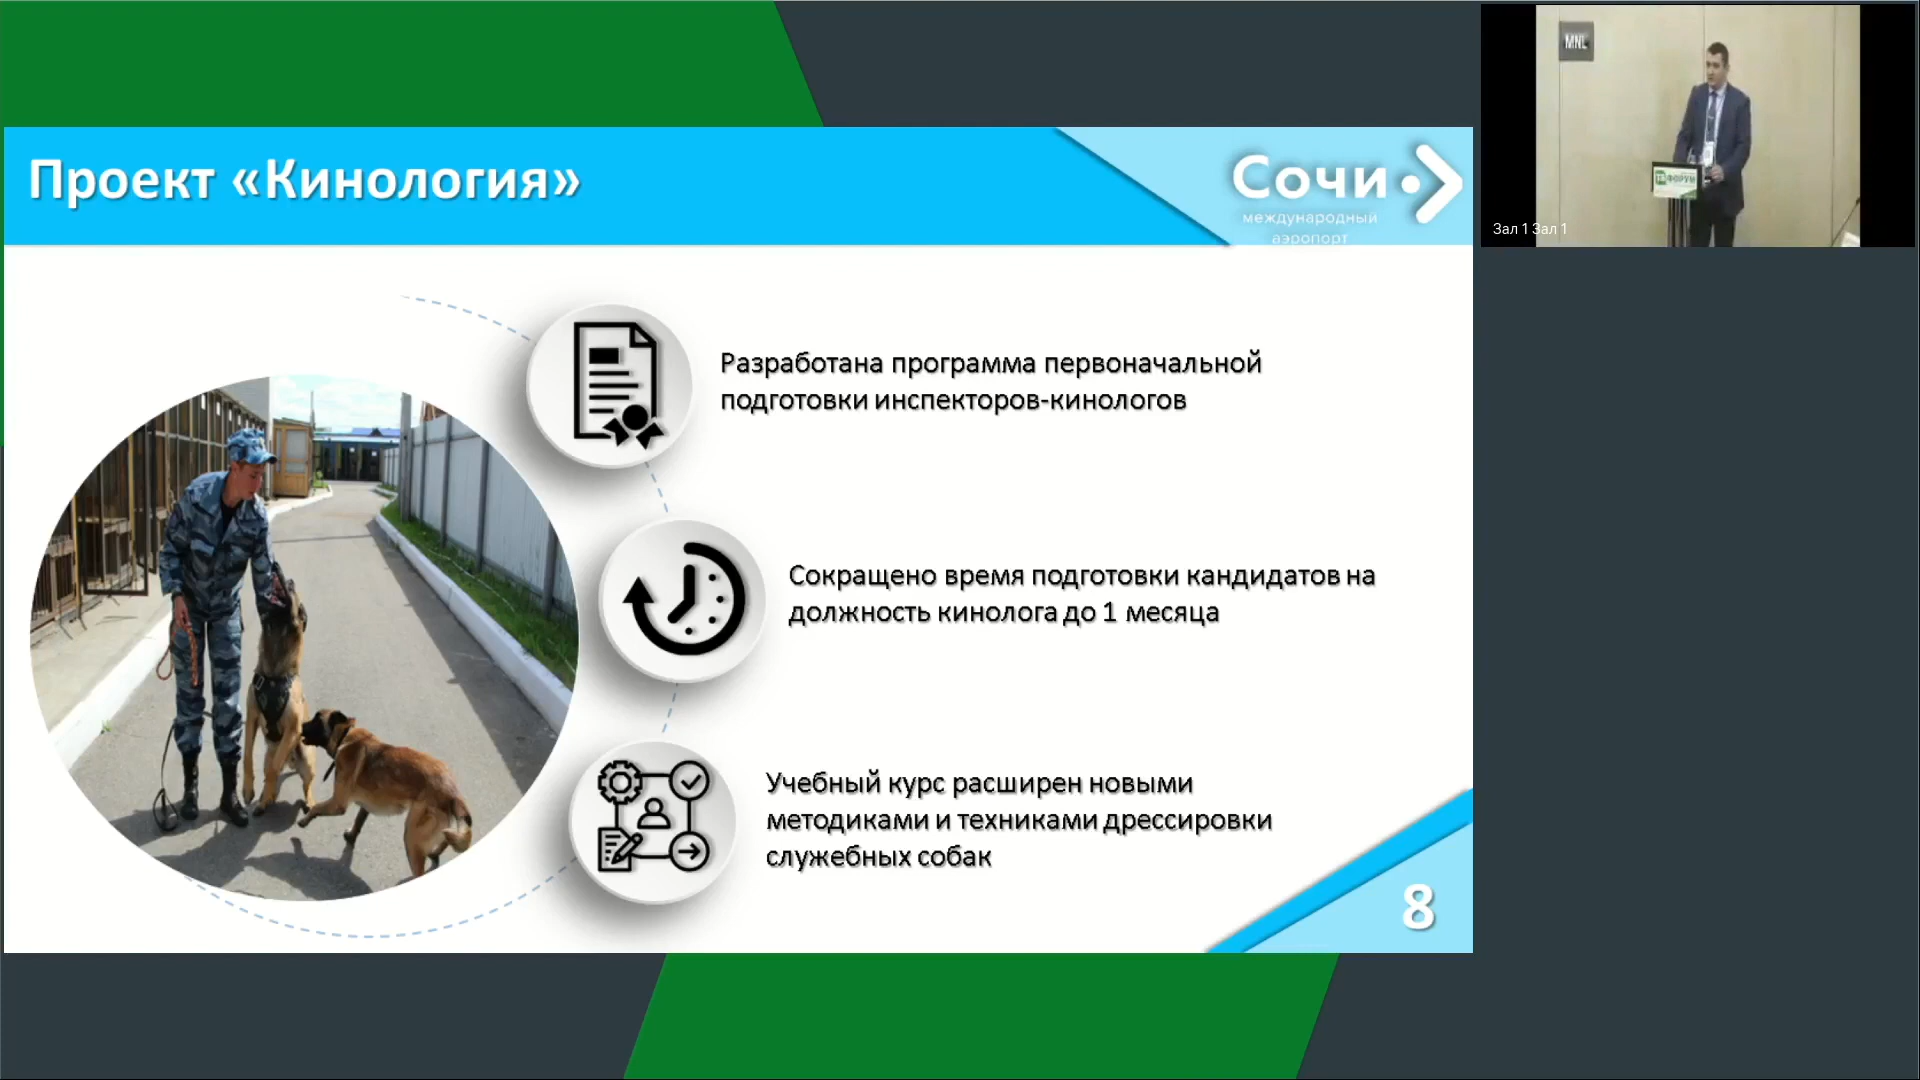 Проект «Кинология»
Сочи
международный
аэропорт
Разработана программа первоначальной
подготовки инспекторов-кинологов
Сокращено время подготовки кандидатов на
должность кинолога до 1 месяца
Учебный курс расширен новыми
методиками и техниками дрессировки
служебных собак
8
MNL
ФОРУМ
Зал 1 Зал 1